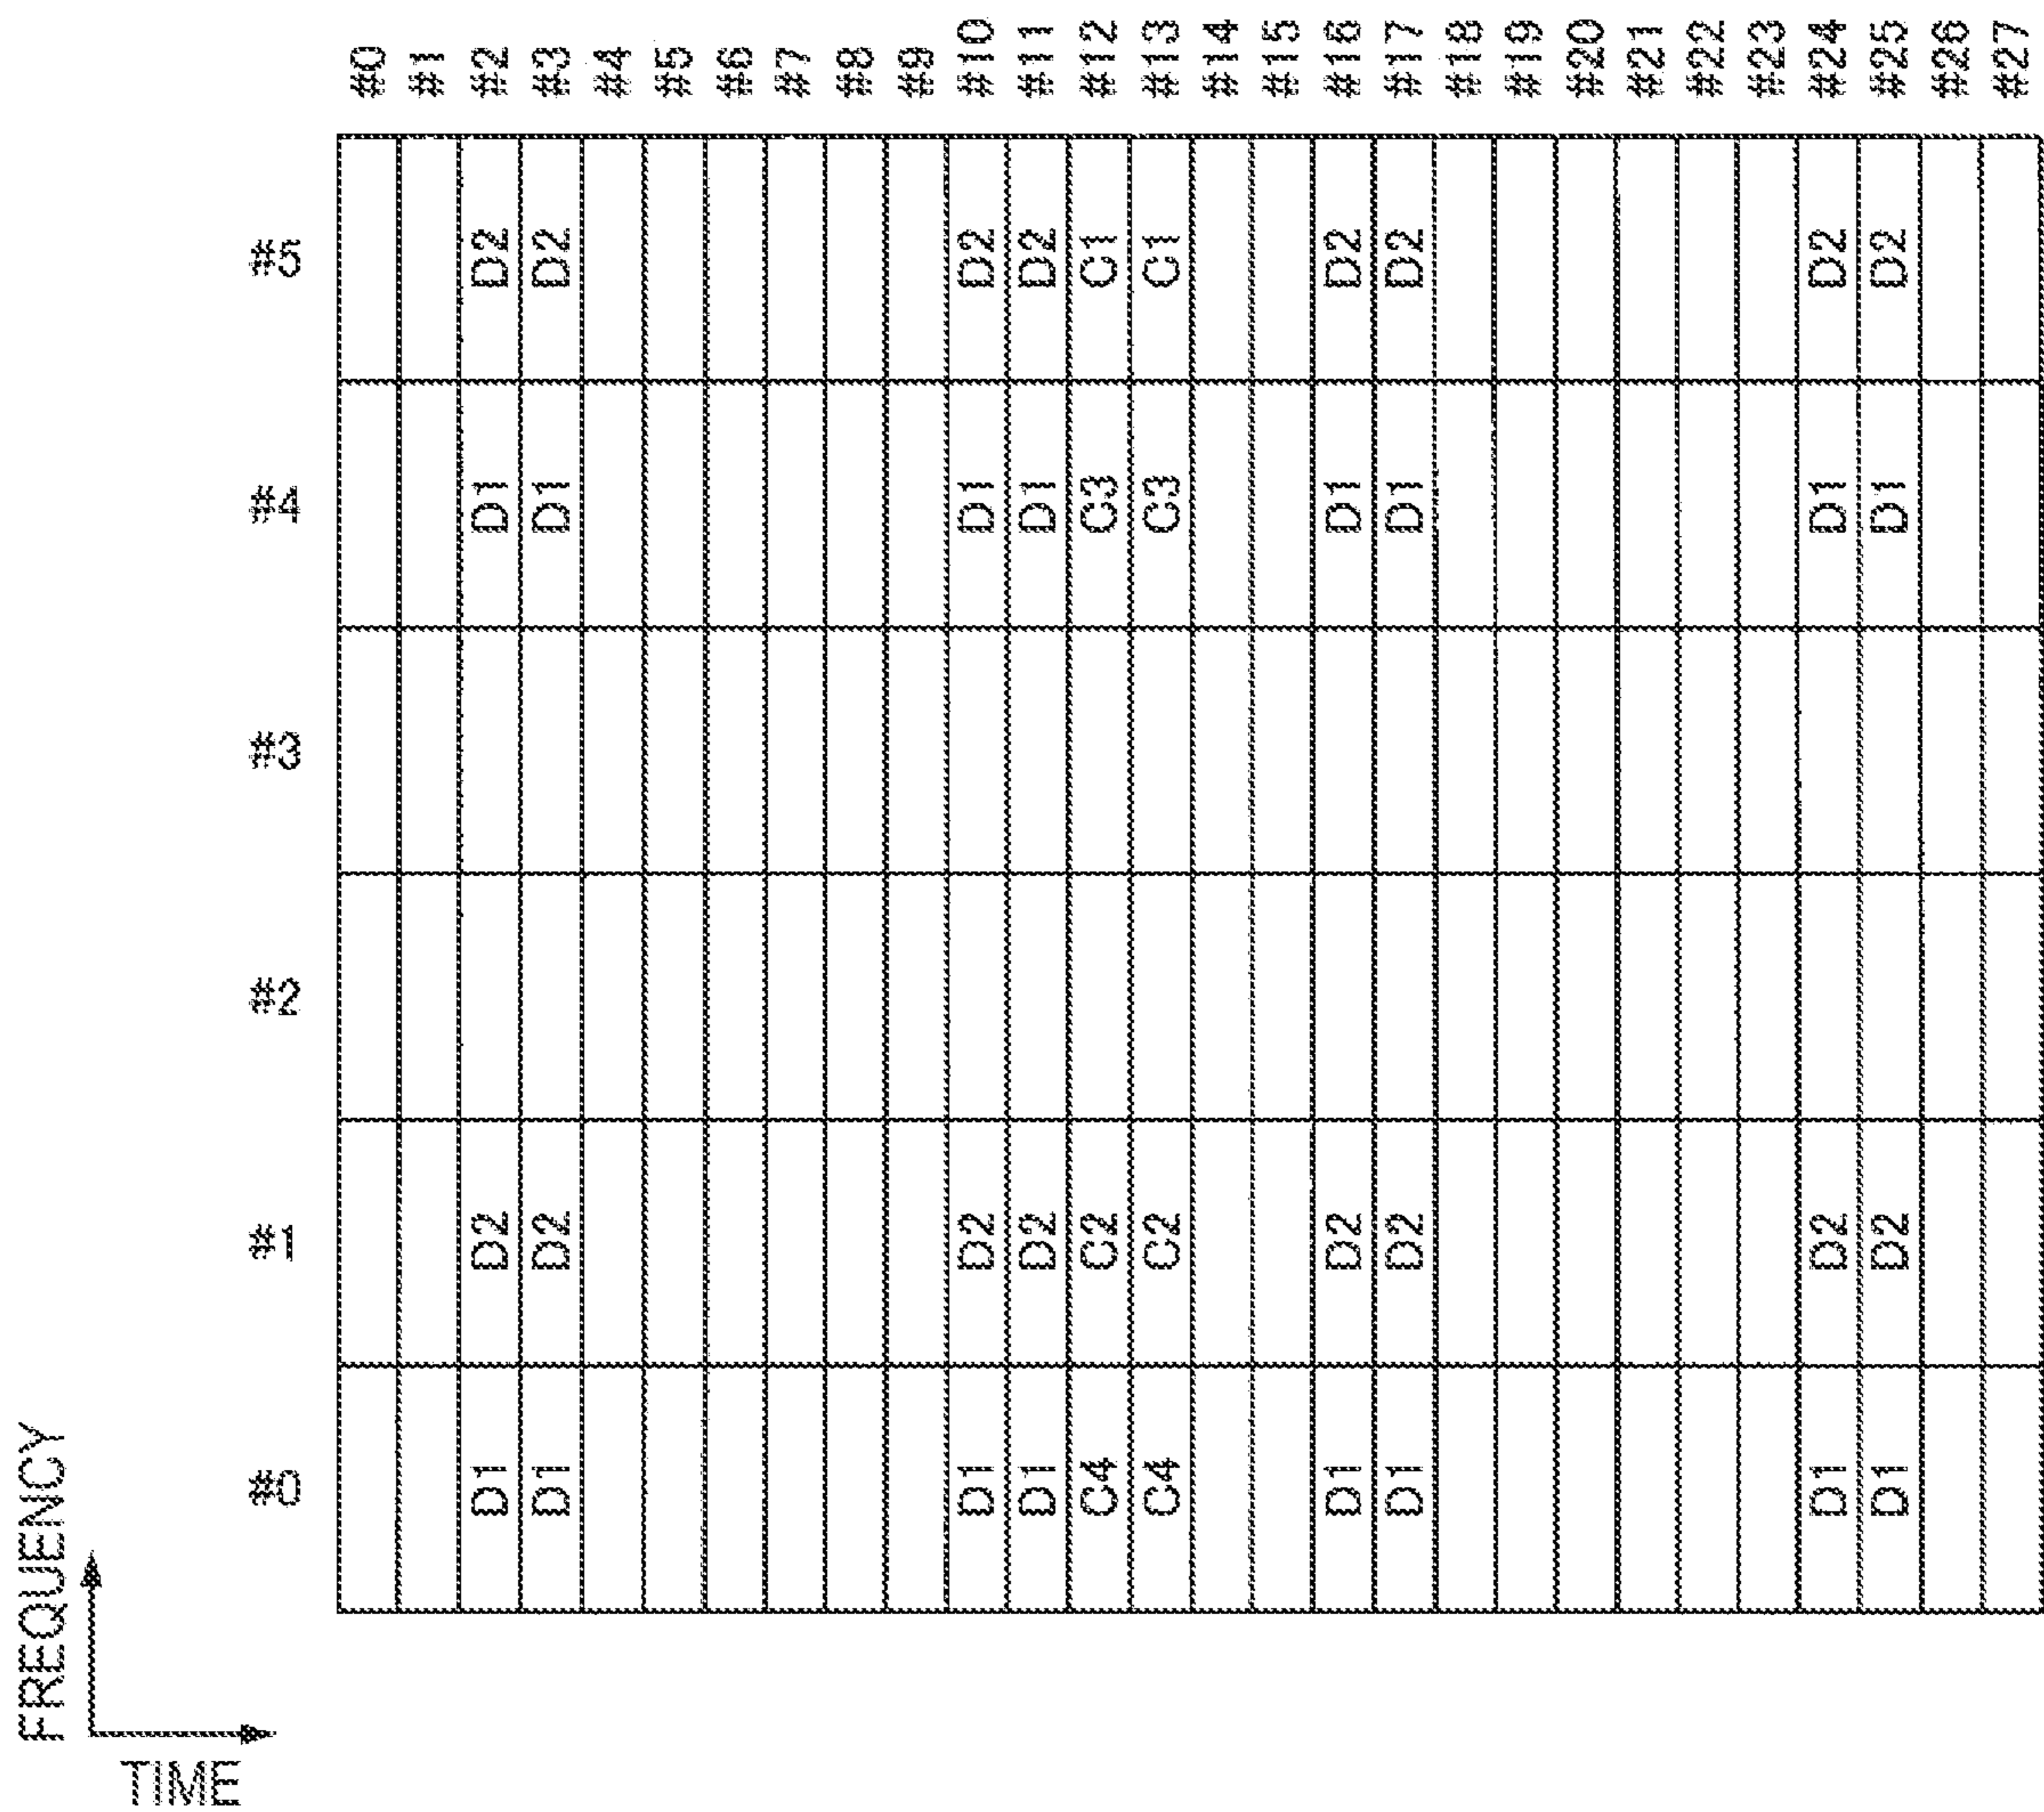 #0 #1 #2 #3 #4 #5 #6 #7 #8 #9 #10 #11 #12 #13 #14 #15 #16 #17 #18 #19 #20 #21 #22 #23 #24 #25 #26 #27
#5 D2 D2 D2 D2 C1 C1 D2 D2 D2 D2
#4 D1 D1 D1 D1 C3 C3 D1 D1 D1 D1
#3
#2
#1 D2 D2 D2 D2 C2 C2 D2 D2 D2 D2
#0 D1 D1 D1 D1 C4 C4 D1 D1 D1 D1
FREQUENCY
TIME